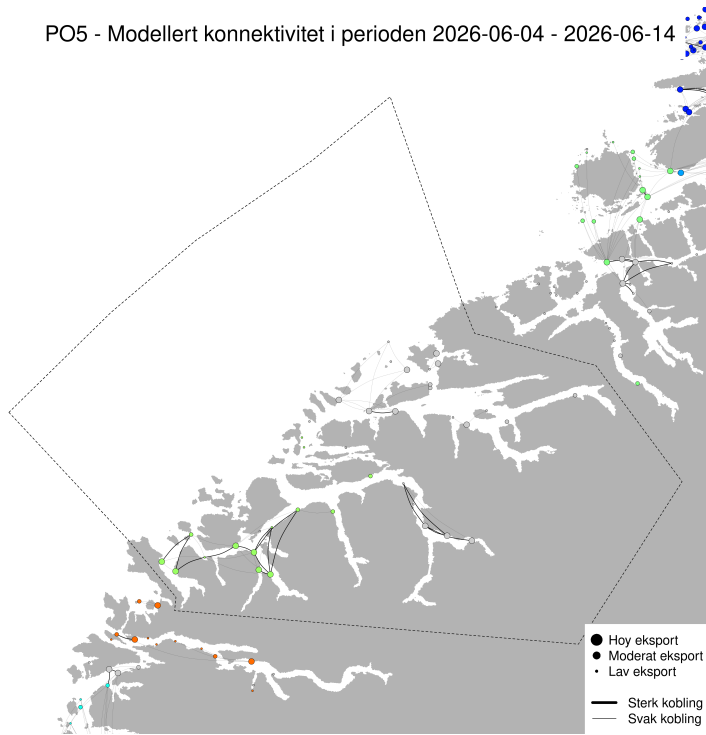 PO5 - Modellert konnektivitet i perioden 2026-06-04 - 2026-06-14
Hoy eksport
Moderat eksport
Lav eksport
Sterk kobling
Svak kobling